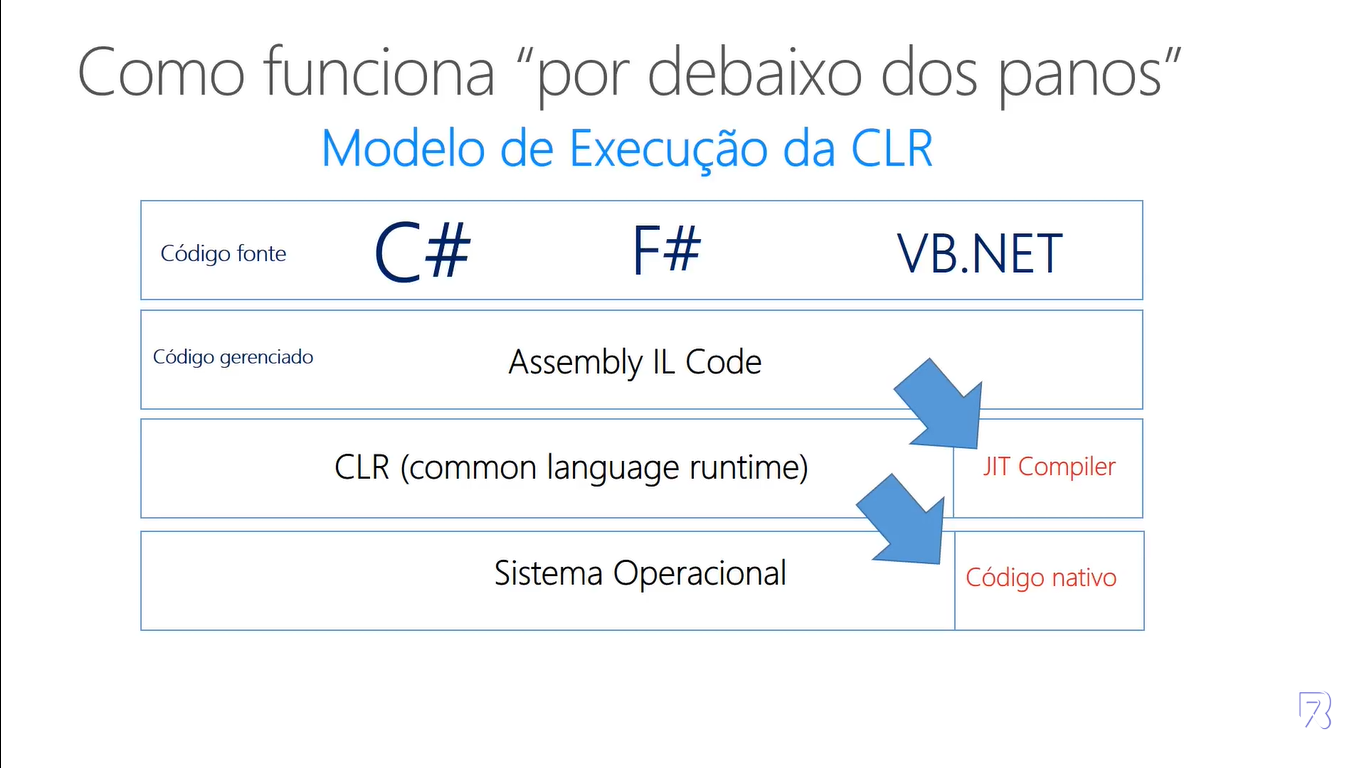 Como funciona “por debaixo dos panos”
Modelo de Execução da CLR
Código fonte
C#
F#
VB.NET
Código gerenciado
Assembly IL Code
CLR (common language runtime)
JIT Compiler
Sistema Operacional
Código nativo